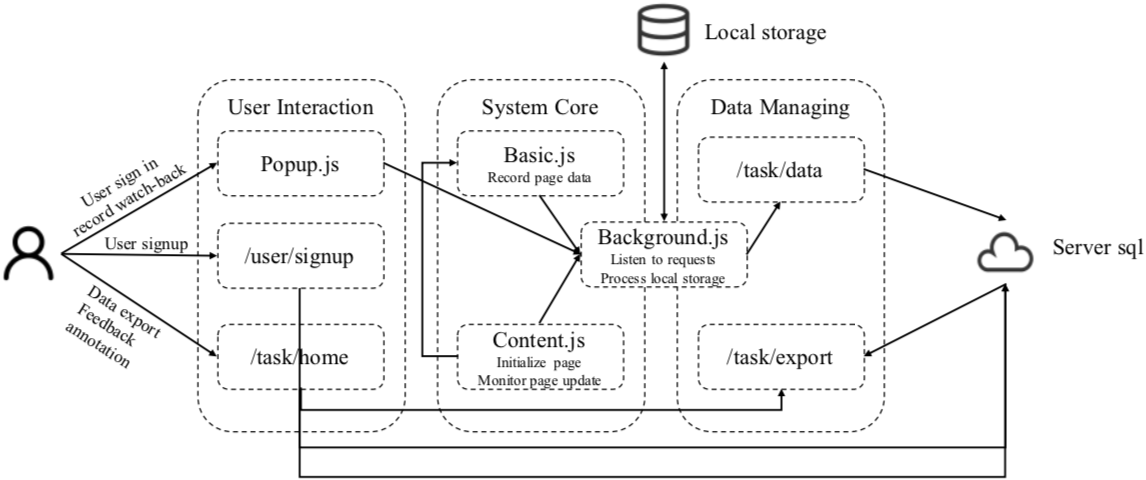 Local storage
User Interaction
System Core
Data Managing
User sign in
record watch-back
Popup.js
Basic.js
Record page data
/task/data
User signup
/user/signup
Background.js
Listen to requests
Process local storage
Server sql
Data export
Feedback
annotation
/task/home
Content.js
Initialize page
Monitor page update
/task/export